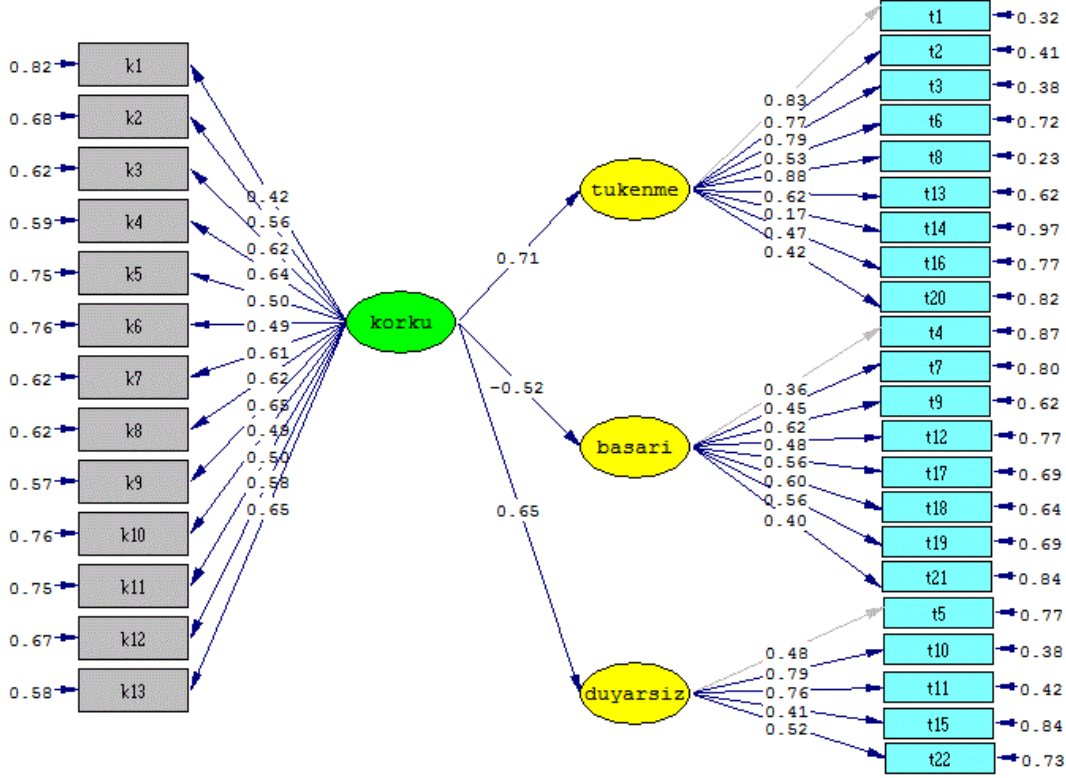 0.82 k1
0.68 k2
0.62 k3
0.59 k4
0.75 k5
0.76 k6
0.62 k7
0.62 k8
0.57 k9
0.76 k10
0.75 k11
0.67 k12
0.58 k13
0.42
0.56
0.62
0.64
0.50
0.49
0.61
0.62
0.65
0.49
0.50
0.58
0.65
korku
0.71
-0.52
0.65
tukenme
basari
duyarsiz
0.83
0.77
0.79
0.53
0.88
0.62
0.17
0.47
0.42
0.36
0.45
0.62
0.48
0.56
0.60
0.56
0.40
0.48
0.79
0.76
0.41
0.52
t1 0.32
t2 0.41
t3 0.38
t6 0.72
t8 0.23
t13 0.62
t14 0.97
t16 0.77
t20 0.82
t4 0.87
t7 0.80
t9 0.62
t12 0.77
t17 0.69
t18 0.64
t19 0.69
t21 0.84
t5 0.77
t10 0.38
t11 0.42
t15 0.84
t22 0.73